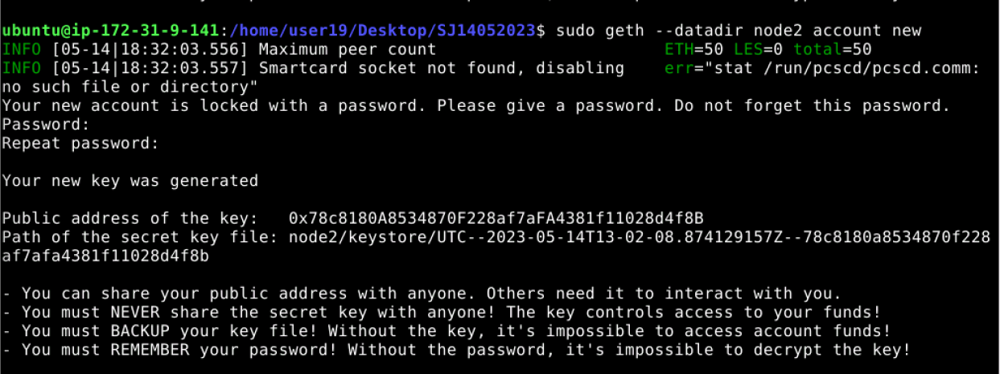 ubuntu@ip-172-31-9-141:/home/user19/Desktop/SJ14052023$ sudo geth --datadir node2 account new
INFO [05-14|18:32:03.556] Maximum peer count ETH=50 LES=0 total=50
INFO [05-14|18:32:03.557] Smartcard socket not found, disabling err="stat /run/pcscd/pcscd.comm:
no such file or directory"
Your new account is locked with a password. Please give a password. Do not forget this password.
Password:
Repeat password:
Your new key was generated
Public address of the key: 0x78c8180A8534870F228af7aFA4381f11028d4f8B
Path of the secret key file: node2/keystore/UTC--2023-05-14T13-02-08.874129157Z--78c8180a8534870f228
af7afa4381f11028d4f8b
- You can share your public address with anyone. Others need it to interact with you.
- You must NEVER share the secret key with anyone! The key controls access to your funds!
- You must BACKUP your key file! Without the key, it's impossible to access account funds!
- You must REMEMBER your password! Without the password, it's impossible to decrypt the key!